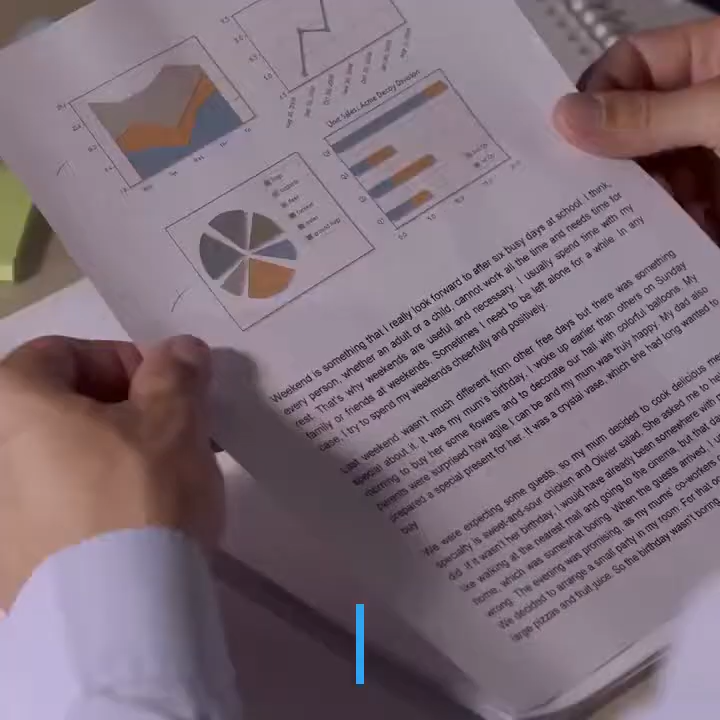 Unit Sales: Acme Decoy Division
Weekend is something that I really look forward to after six busy days at school. I think,
every person, whether an adult or a child, cannot work all the time and needs time for
rest. That's why weekends are useful and necessary. I usually spend time with my
family or friends at weekends. Sometimes I need to be left alone for a while. In any
case, I try to spend my weekends cheerfully and positively.
Last weekend wasn't much different from other free days but there was something
special about it. It was my mum's birthday. I woke up earlier than others on Sunday
morning to buy her some flowers and to decorate our hall with colorful balloons. My
Parents were surprised how agile I can be and my mum was truly happy. My dad also
prepared a special present for her. It was a crystal vase, which she had long wanted to
buy
We were expecting some guests, so my mum decided to cook delicious
specialty is sweet-and-sour chicken and Olivier salad. She asked me to
did. If it wasn't her birthday, I would have already been somewhere with
like walking at the nearest mall and going to the cinema, but that
home, which was somewhat boring. When the guests arrived, I
wrong. The evening was promising, as my mums' co-workers
We decided to arrange a small party in my room. For that
large pizzas and fruit juice. So the birthday wasn't boring